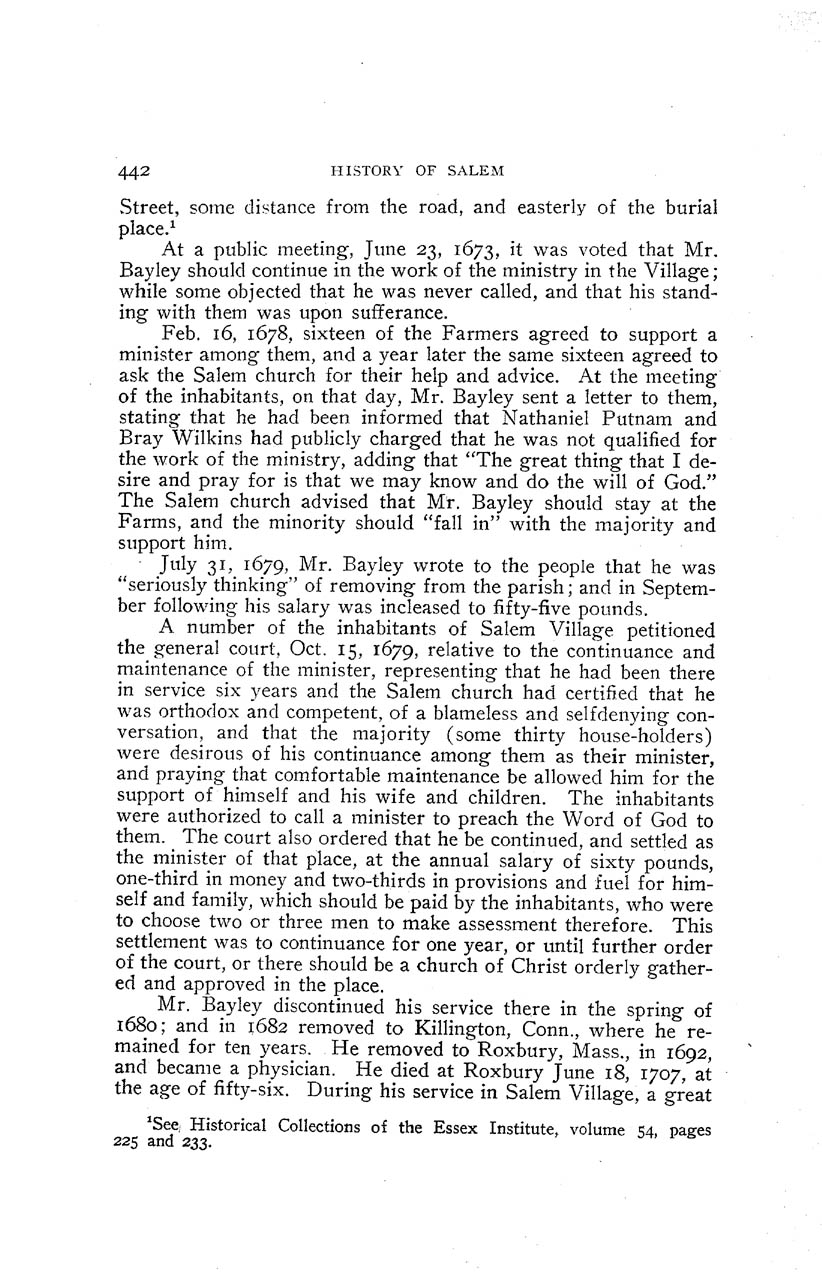 442 HISTORY OF SALEM
Street, some distance from the road, and easterly of the burial
place.¹
At a public meeting, June 23, 1673, it was voted that Mr.
Bayley should continue in the work of the ministry in the Village;
while some objected that he was never called, and that his stand-
ing with them was upon sufferance.
Feb. 16, 1678, sixteen of the Farmers agreed to support a
minister among them, and a year later the same sixteen agreed to
ask the Salem church for their help and advice. At the meeting
of the inhabitants, on that day, Mr. Bayley sent a letter to them,
stating that he had been informed that Nathaniel Putnam and
Bray Wilkins had publicly charged that he was not qualified for
the work of the ministry, adding that “The great thing that I de-
sire and pray for is that we may know and do the will of God.”
The Salem church advised that Mr. Bayley should stay at the
Farms, and the minority should “fall in” with the majority and
support him.
July 31, 1679, Mr. Bayley wrote to the people that he was
“seriously thinking” of removing from the parish; and in Septem-
ber following his salary was incleased to fifty-five pounds.
A number of the inhabitants of Salem Village petitioned
the general court, Oct. 15, 1679, relative to the continuance and
maintenance of the minister, representing that he had been there
in service six years and the Salem church had certified that he
was orthodox and competent, of a blameless and selfdenying con-
versation, and that the majority (some thirty house-holders)
were desirous of his continuance among them as their minister,
and praying that comfortable maintenance be allowed him for the
support of himself and his wife and children. The inhabitants
were authorized to call a minister to preach the Word of God to
them. The court also ordered that he be continued, and settled as
the minister of that place, at the annual salary of sixty pounds,
one-third in money and two-thirds in provisions and fuel for him-
self and family, which should be paid by the inhabitants, who were
to choose two or three men to make assessment therefore. This
settlement was to continuance for one year, or until further order
of the court, or there should be a church of Christ orderly gather-
ed and approved in the place.
Mr. Bayley discontinued his service there in the spring of
1680; and in 1682 removed to Killington, Conn., where he re-
mained for ten years. He removed to Roxbury, Mass., in 1692,
and became a physician. He died at Roxbury June 18, 1707, at
the age of fifty-six. During his service in Salem Village, a great
¹See Historical Collections of the Essex Institute, volume 54, pages
225 and 233.